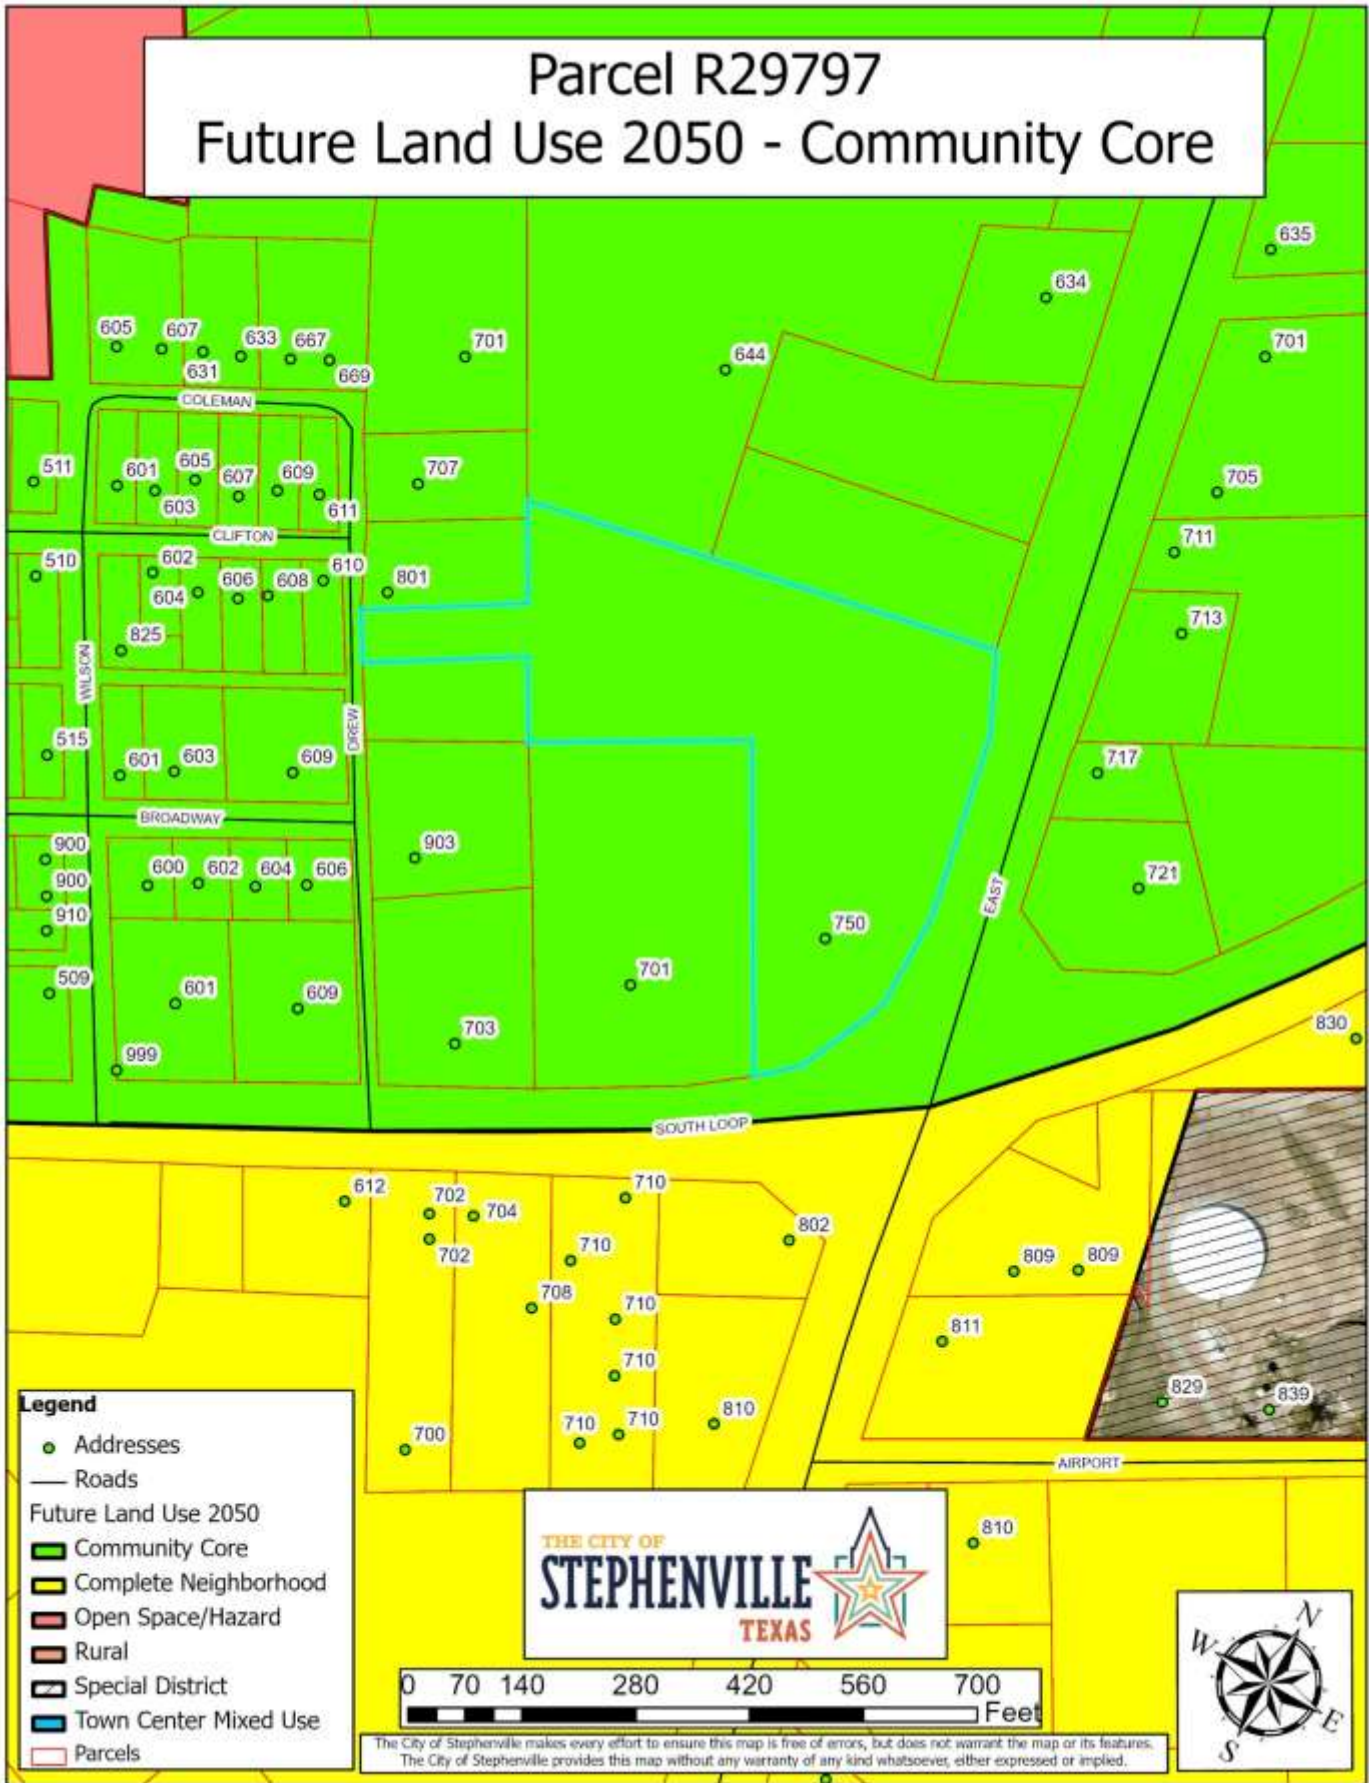 Parcel R29797
Future Land Use 2050 - Community Core
635
634
605
607
631
633
667
669
701
644
701
COLEMAN
511
601
603
605
607
609
611
707
705
CLIFTON
711
510
602
604
606
608
610
801
713
825
WILSON
515
601
603
609
DREW
717
BROADWAY
900
900
910
600
602
604
606
903
721
EAST
750
509
601
609
701
703
999
830
SOUTH LOOP
612
702
704
710
802
702
710
809
809
708
710
811
710
829
839
700
710
710
810
AIRPORT
810
Legend
Addresses
Roads
Future Land Use 2050
Community Core
Complete Neighborhood
Open Space/Hazard
Rural
Special District
Town Center Mixed Use
Parcels
THE CITY OF
STEPHENVILLE
TEXAS
0 70 140 280 420 560 700
Feet
The City of Stephenville makes every effort to ensure this map is free of errors, but does not warrant the map or its features.
The City of Stephenville provides this map without any warranty of any kind whatsoever, either expressed or implied.
N
W
E
S